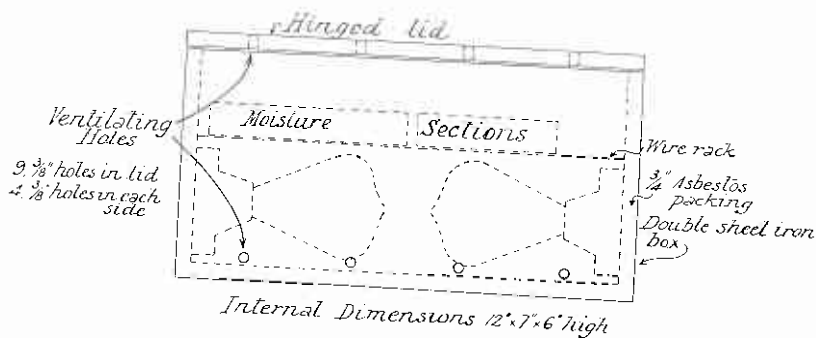 Hinged lid
Ventilating
Holes
9. 3/8" holes in lid
4. 3/8" holes in each
side
Moisture
Sections
Wire rack
3/4" Asbestos
packing
Double sheet iron
box
Internal Dimensions 12"×7"×6" high